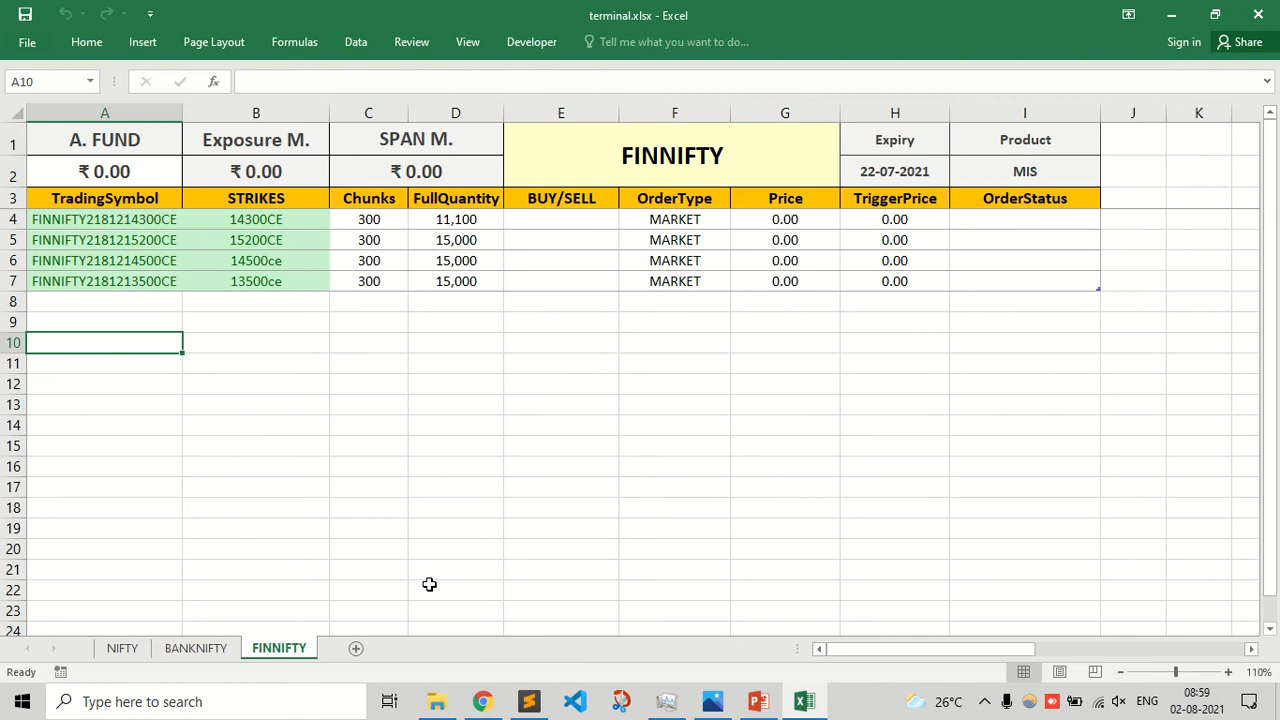 terminal.xlsx - Excel
File Home Insert Page Layout Formulas Data Review View Developer Tell me what you want to do... Sign in Share
A10 fx
A B C D E F G H I J K
1 A. FUND Exposure M. SPAN M. FINNIFTY Expiry Product
2 ₹ 0.00 ₹ 0.00 ₹ 0.00 22-07-2021 MIS
3 TradingSymbol STRIKES Chunks FullQuantity BUY/SELL OrderType Price TriggerPrice OrderStatus
4 FINNIFTY2181214300CE 14300CE 300 11,100 MARKET 0.00 0.00
5 FINNIFTY2181215200CE 15200CE 300 15,000 MARKET 0.00 0.00
6 FINNIFTY2181214500CE 14500ce 300 15,000 MARKET 0.00 0.00
7 FINNIFTY2181213500CE 13500ce 300 15,000 MARKET 0.00 0.00
8
9
10
11
12
13
14
15
16
17
18
19
20
21
22
23
24
NIFTY BANKNIFTY FINNIFTY
Ready 110%
Type here to search 26°C ENG 08:59
02-08-2021